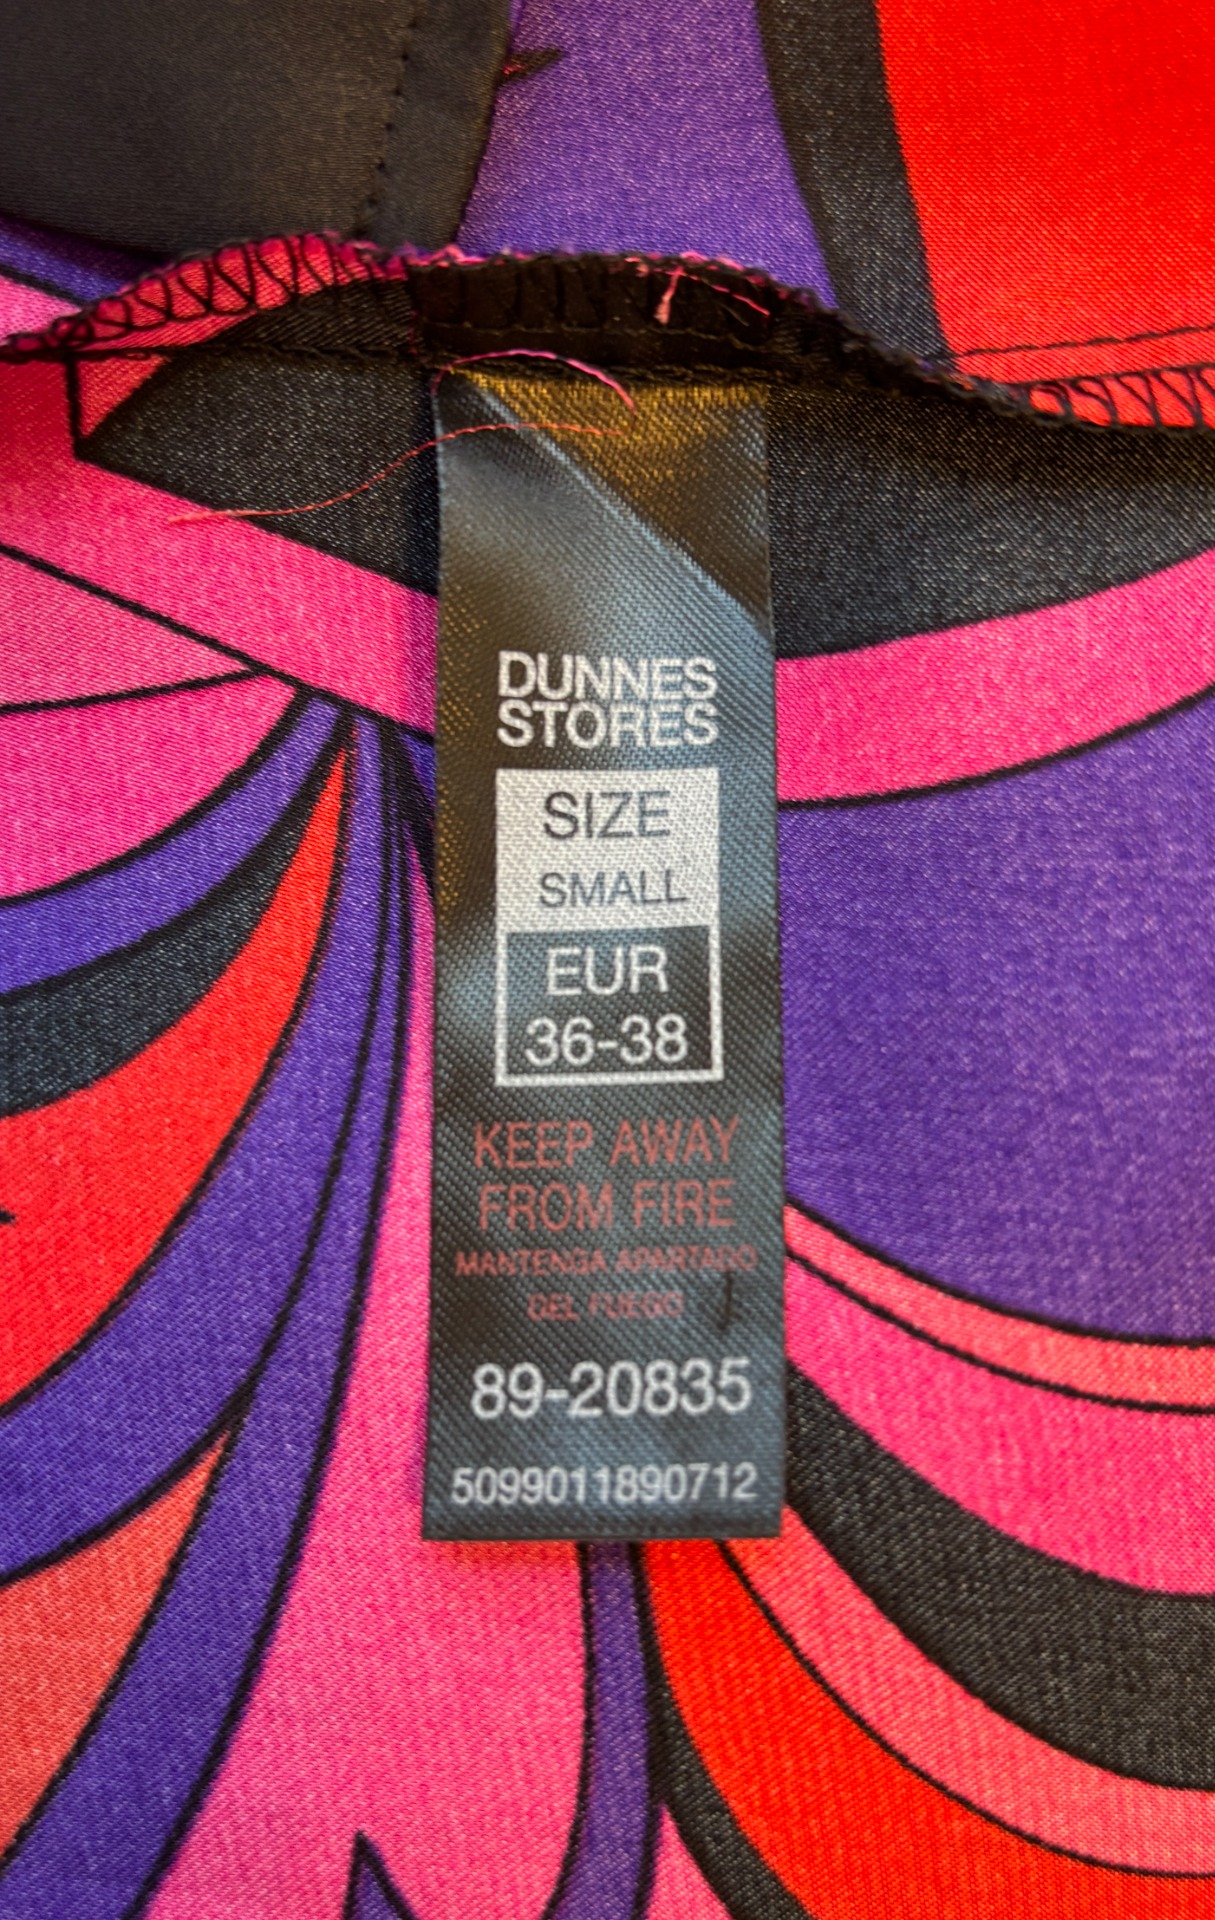 DUNNES
STORES
SIZE
SMALL
EUR
36-38
KEEP AWAY
FROM FIRE
MANTENGA APARTADO
DEL FUEGO
89-20835
5099011890712